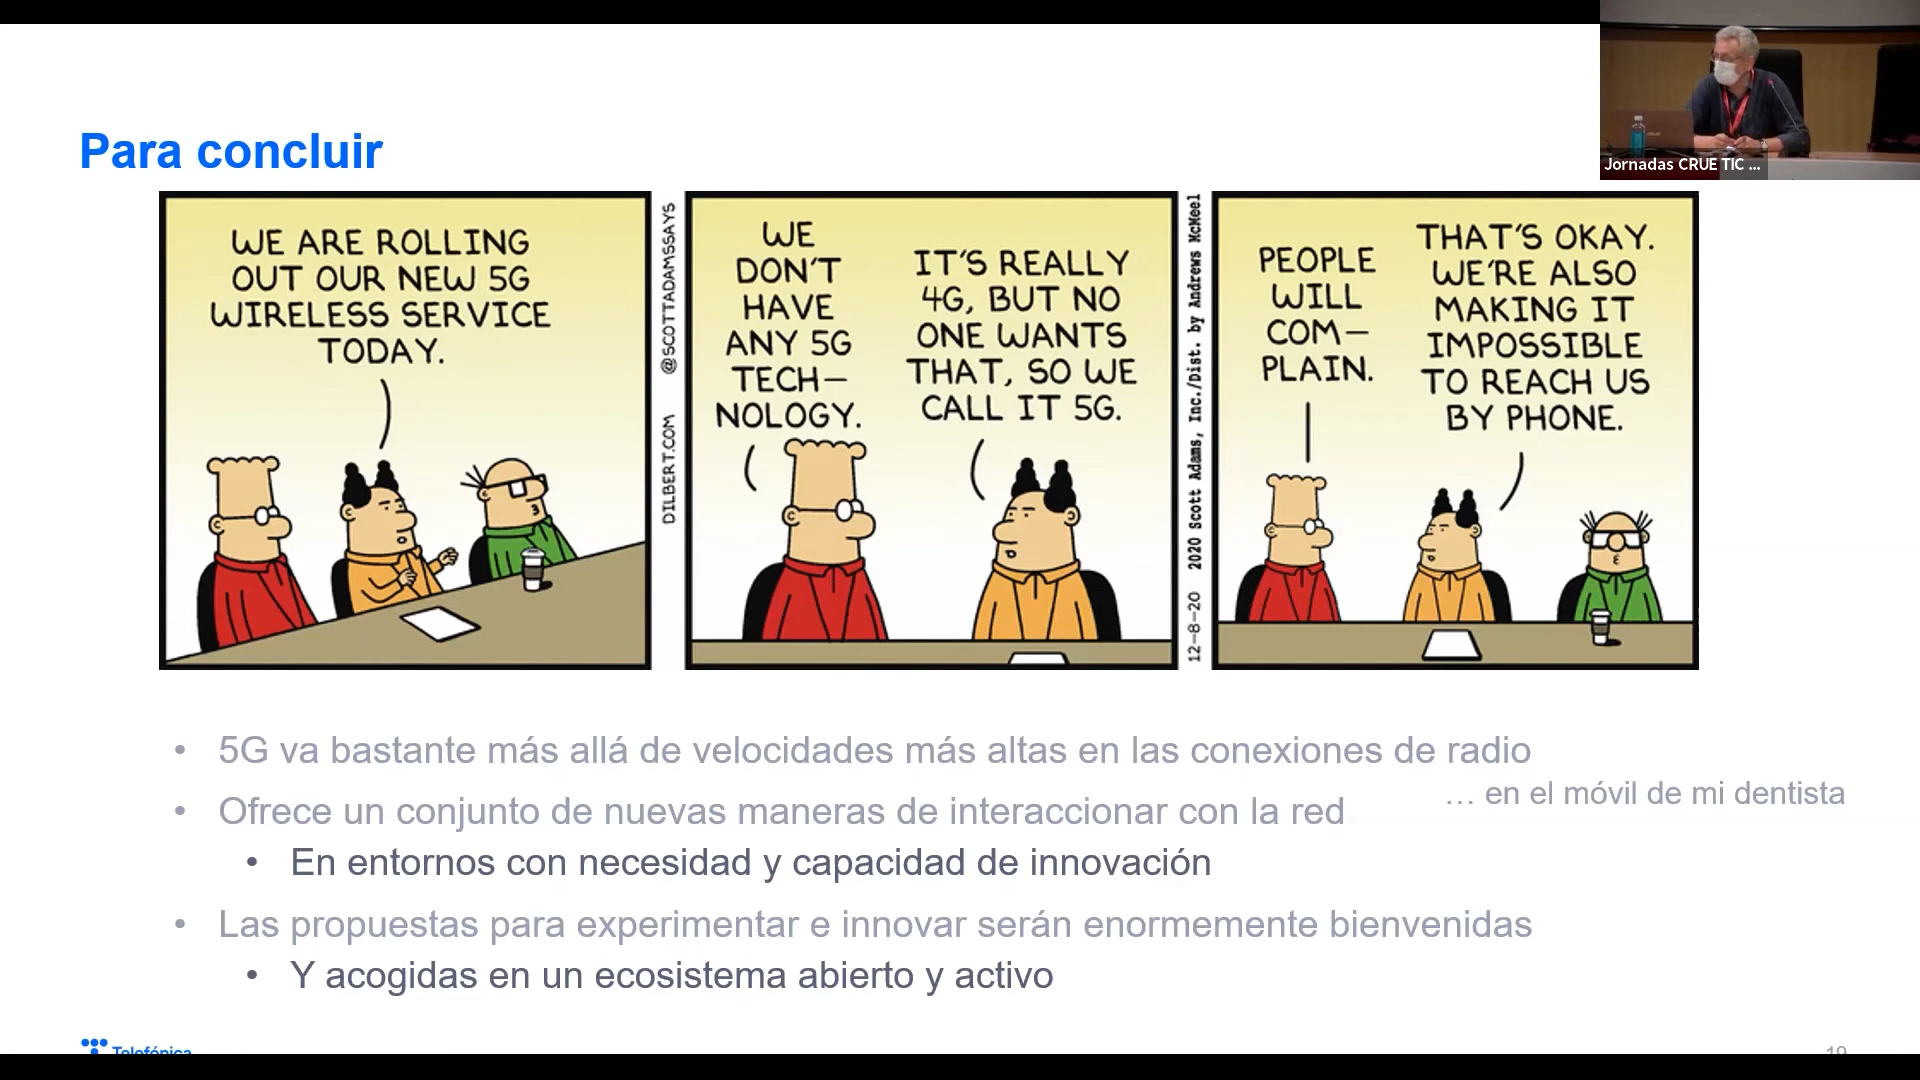 Jornadas CRUE TIC ...
Para concluir
WE ARE ROLLING
OUT OUR NEW 5G
WIRELESS SERVICE
TODAY.
DILBERT.COM @SCOTTADAMSSAYS
WE
DON'T
HAVE
ANY 5G
TECH—
NOLOGY.
IT'S REALLY
4G, BUT NO
ONE WANTS
THAT, SO WE
CALL IT 5G.
12-8-20 2020 Scott Adams, Inc./Dist. by Andrews McMeel
PEOPLE
WILL
COM—
PLAIN.
THAT'S OKAY.
WE'RE ALSO
MAKING IT
IMPOSSIBLE
TO REACH US
BY PHONE.
• 5G va bastante más allá de velocidades más altas en las conexiones de radio
... en el móvil de mi dentista
• Ofrece un conjunto de nuevas maneras de interaccionar con la red
• En entornos con necesidad y capacidad de innovación
• Las propuestas para experimentar e innovar serán enormemente bienvenidas
• Y acogidas en un ecosistema abierto y activo
Telefónica
19